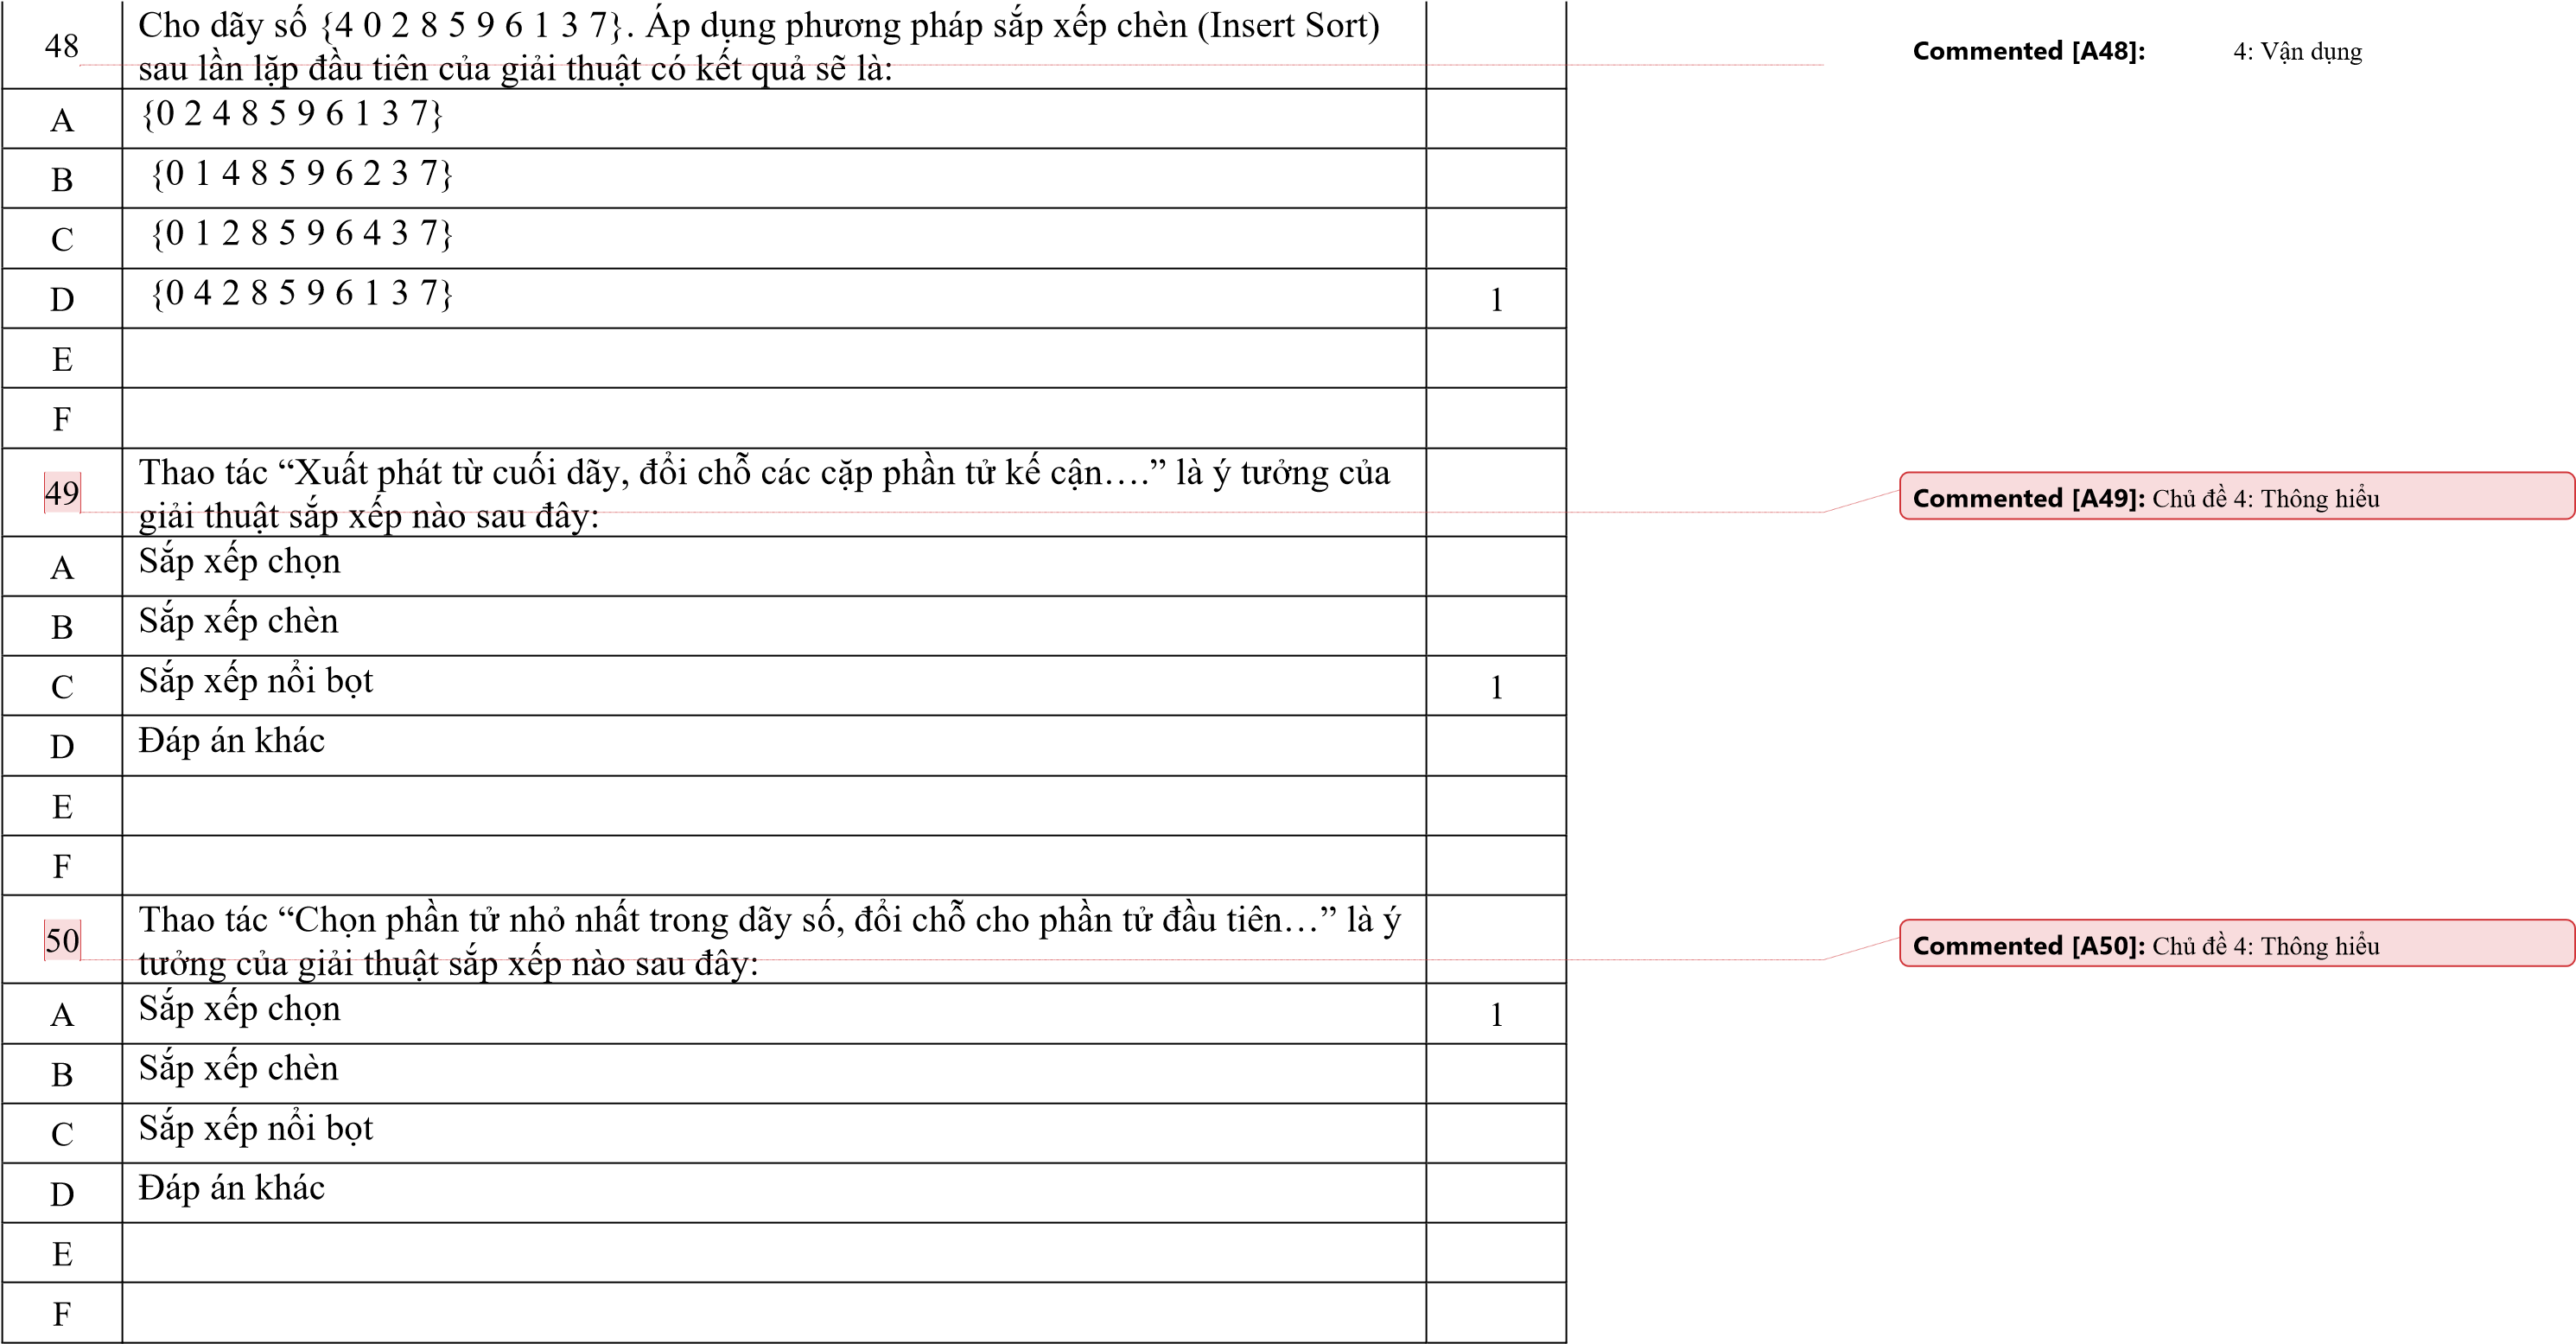 48
Cho dãy số {4 0 2 8 5 9 6 1 3 7}. Áp dụng phương pháp sắp xếp chèn (Insert Sort)
sau lần lặp đầu tiên của giải thuật có kết quả sẽ là:
Commented [A48]: 4: Vận dụng
A {0 2 4 8 5 9 6 1 3 7}
B {0 1 4 8 5 9 6 2 3 7}
C {0 1 2 8 5 9 6 4 3 7}
D {0 4 2 8 5 9 6 1 3 7} 1
E
F
49
Thao tác “Xuất phát từ cuối dãy, đổi chỗ các cặp phần tử kế cận….” là ý tưởng của
giải thuật sắp xếp nào sau đây:
Commented [A49]: Chủ đề 4: Thông hiểu
A Sắp xếp chọn
B Sắp xếp chèn
C Sắp xếp nổi bọt 1
D Đáp án khác
E
F
50
Thao tác “Chọn phần tử nhỏ nhất trong dãy số, đổi chỗ cho phần tử đầu tiên…” là ý
tưởng của giải thuật sắp xếp nào sau đây:
Commented [A50]: Chủ đề 4: Thông hiểu
A Sắp xếp chọn 1
B Sắp xếp chèn
C Sắp xếp nổi bọt
D Đáp án khác
E
F